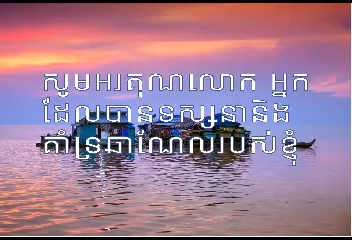 សូមអរគុណលោក អ្នក
ដែលបានទស្សនានិង
គាំទ្រឆាណែលរបស់ខ្ញុំ